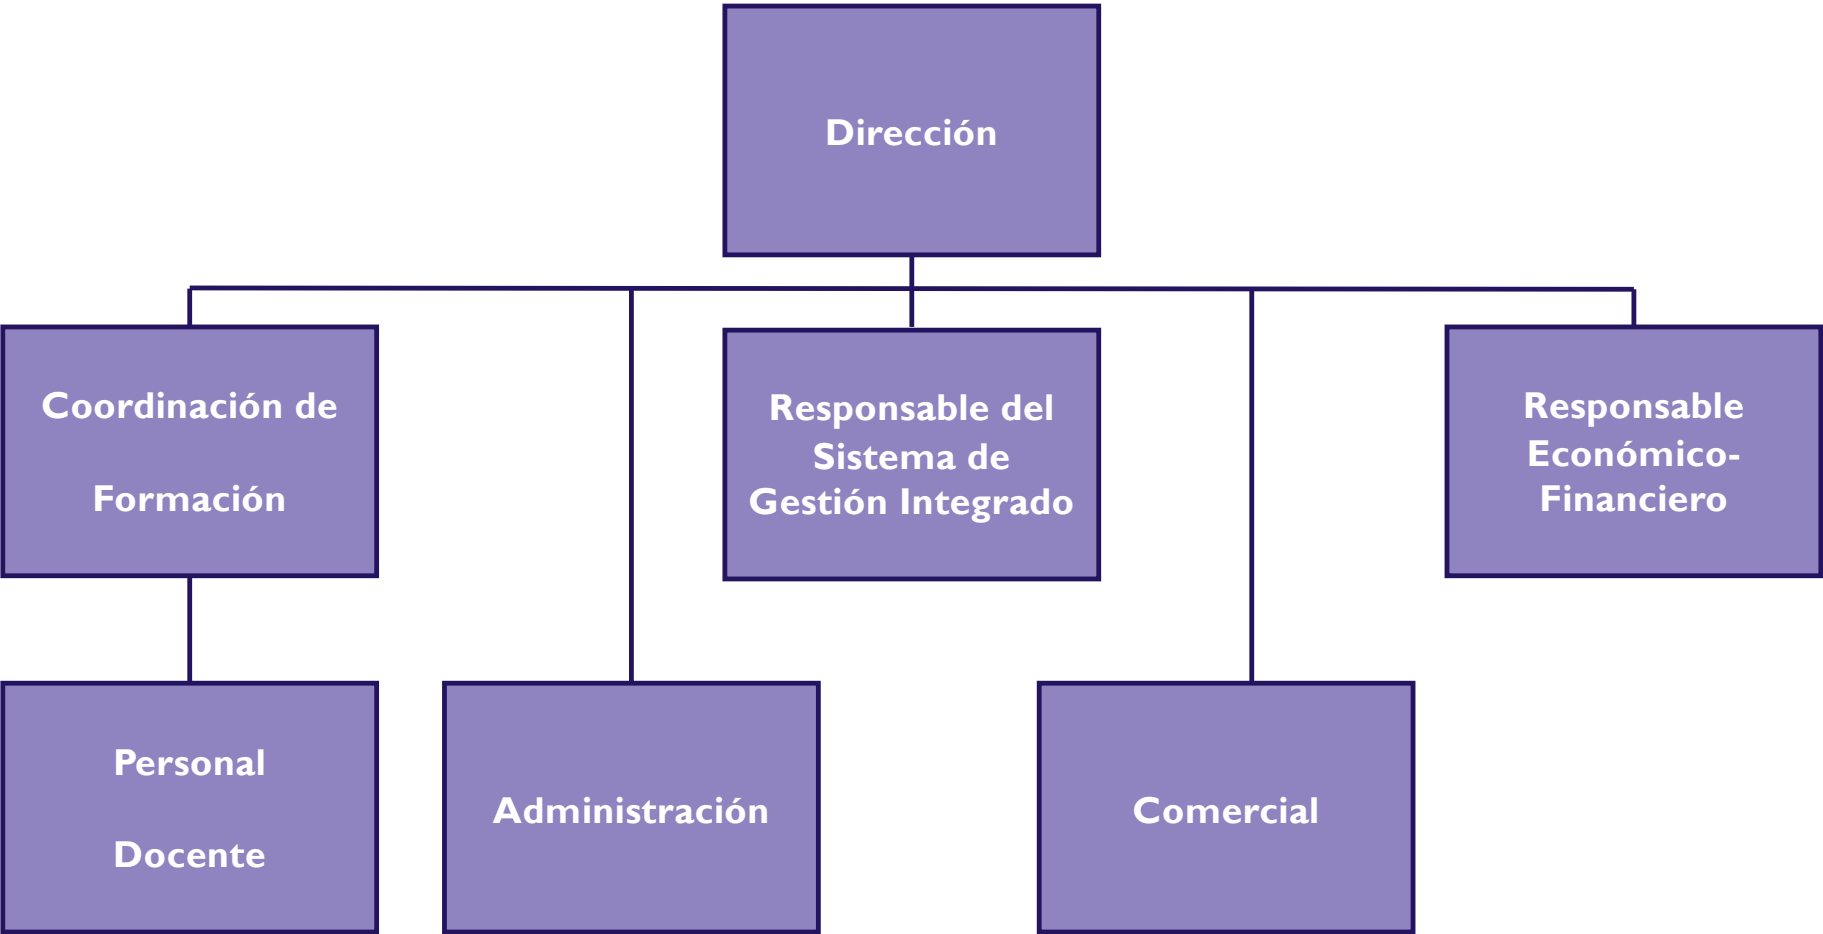 Dirección
Coordinación de
Formación
Responsable del
Sistema de
Gestión Integrado
Responsable
Económico-
Financiero
Personal
Docente
Administración
Comercial